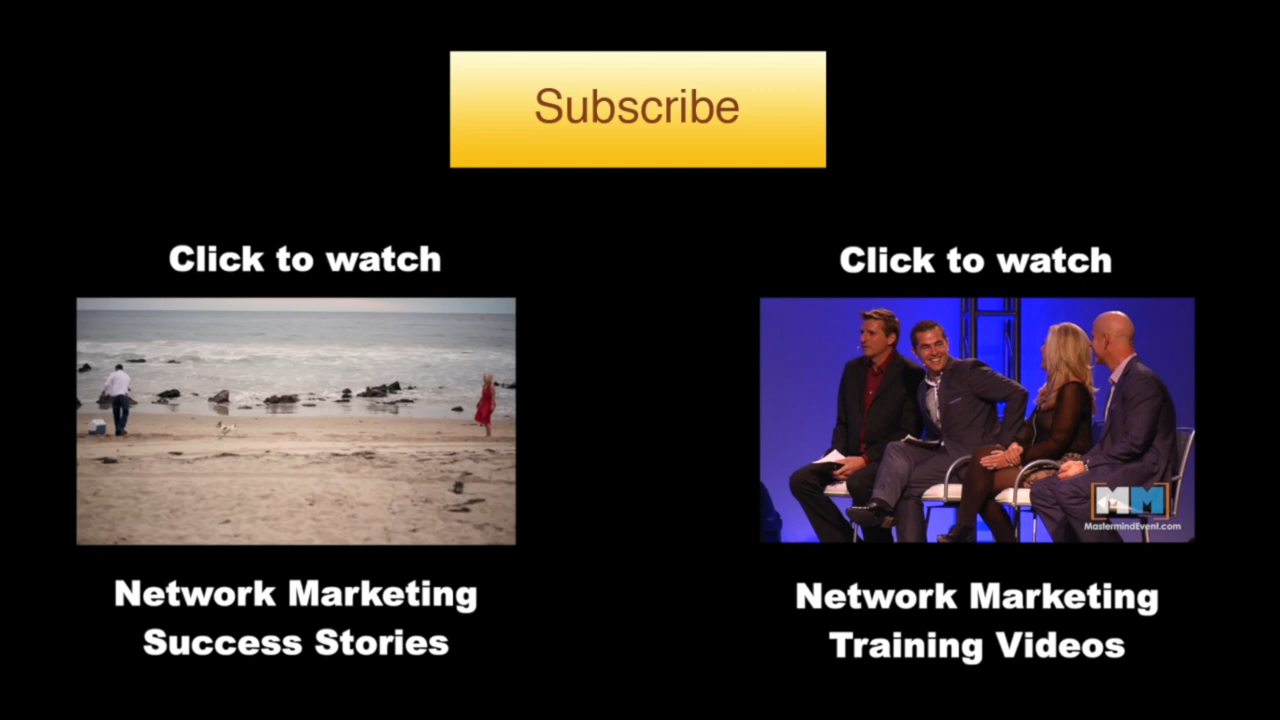 Subscribe
Click to watch
Click to watch
MM
MastermindEvent.com
Network Marketing
Success Stories
Network Marketing
Training Videos